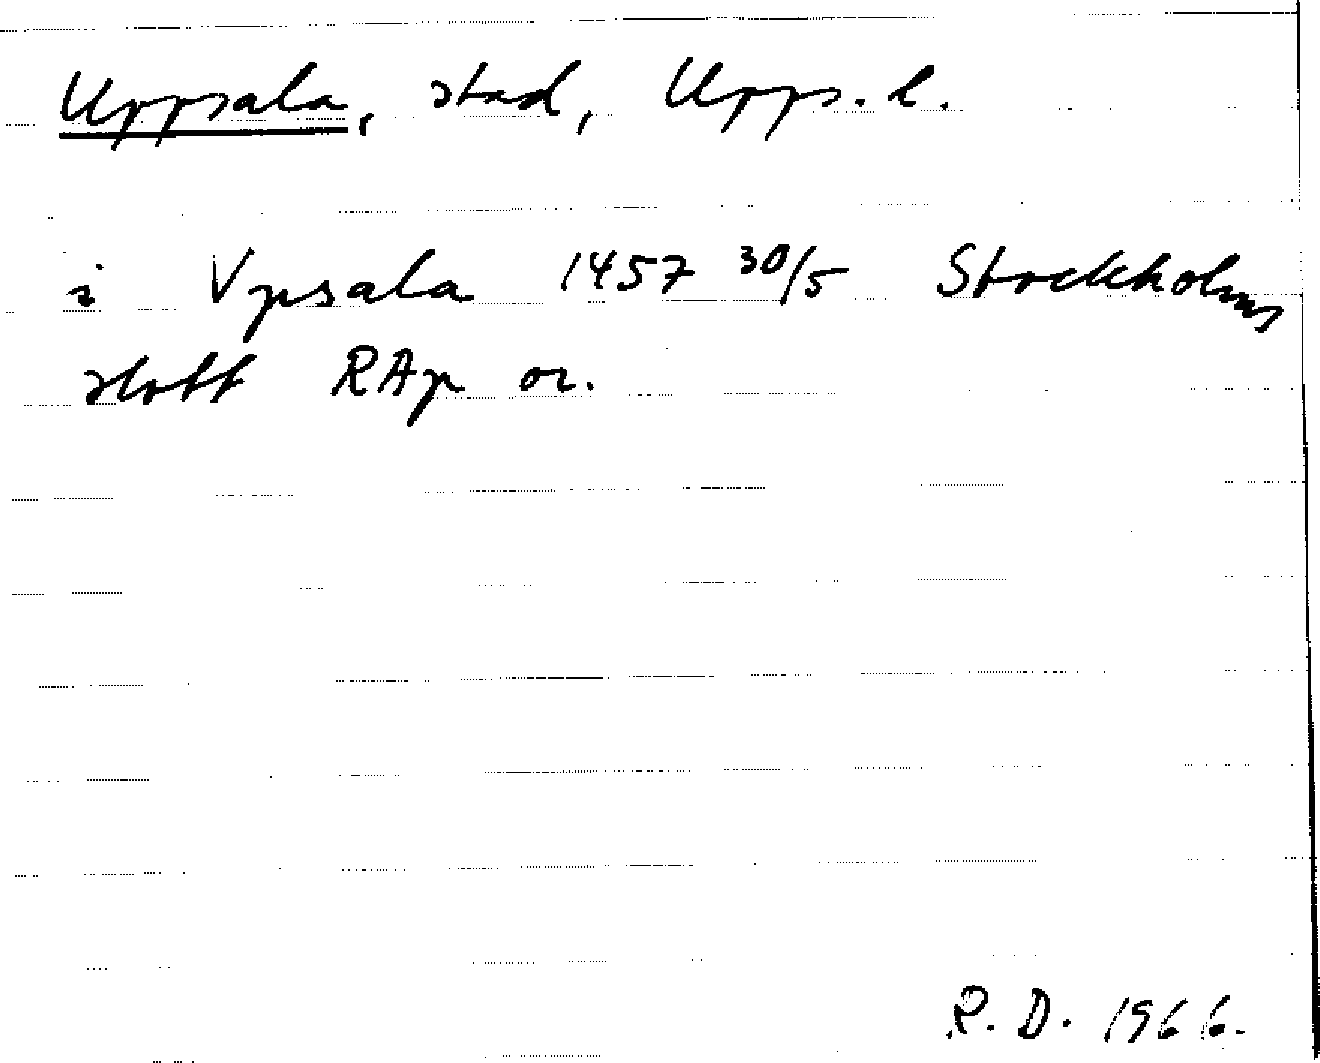 Uppsala, stad, Upps. l.
i Vpsala 1457 30/5 Stockholms
slott RAp or.
R. D. 1966.